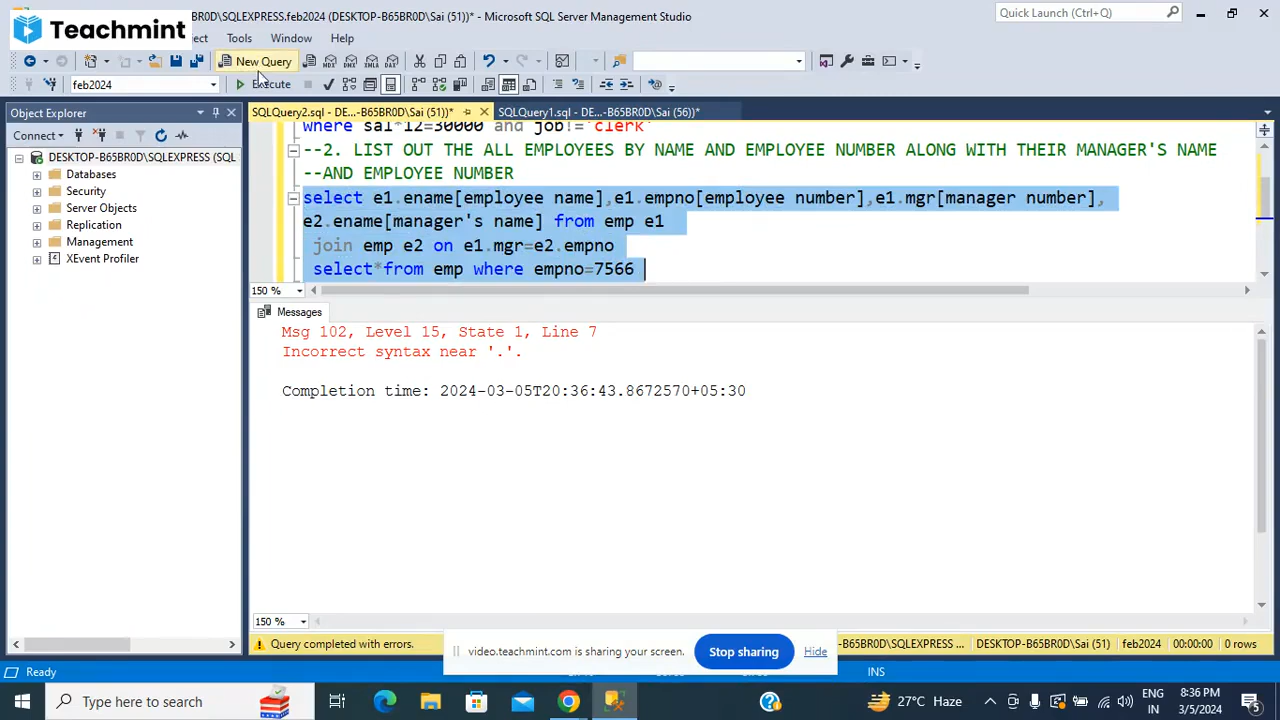 BR0D\SQLEXPRESS.feb2024 (DESKTOP-B65BR0D\Sai (51))* - Microsoft SQL Server Management Studio
Quick Launch (Ctrl+Q)
Teachmint
Tools Window Help
New Query
MDX DMX XMLA DAX
feb2024
Execute
Object Explorer
SQLQuery2.sql - DE...-B65BR0D\Sai (51))*
SQLQuery1.sql - DE...-B65BR0D\Sai (56))*
Connect
DESKTOP-B65BR0D\SQLEXPRESS (SQL
Databases
Security
Server Objects
Replication
Management
XEvent Profiler
where sal*12=30000 and job!='clerk'
--2. LIST OUT THE ALL EMPLOYEES BY NAME AND EMPLOYEE NUMBER ALONG WITH THEIR MANAGER'S NAME
--AND EMPLOYEE NUMBER
select e1.ename[employee name],e1.empno[employee number],e1.mgr[manager number],
e2.ename[manager's name] from emp e1
join emp e2 on e1.mgr=e2.empno
select*from emp where empno=7566
150 %
Messages
Msg 102, Level 15, State 1, Line 7
Incorrect syntax near '.'.
Completion time: 2024-03-05T20:36:43.8672570+05:30
150 %
Query completed with errors.
-B65BR0D\SQLEXPRESS ...
DESKTOP-B65BR0D\Sai (51)
feb2024
00:00:00
0 rows
video.teachmint.com is sharing your screen.
Stop sharing
Hide
Ready
INS
Type here to search
27°C Haze
ENG
IN
8:36 PM
3/5/2024
5